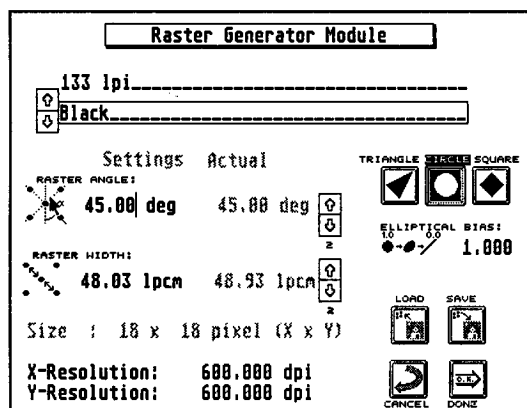 Raster Generator Module
133 lpi
Black
Settings Actual
TRIANGLE CIRCLE SQUARE
RASTER ANGLE:
45.00 deg 45.00 deg
2
ELLIPTICAL BIAS:
1.0 0.0
1.000
RASTER WIDTH:
48.03 lpcm 48.93 lpcm
2
LOAD SAVE
Size : 18 x 18 pixel (X x Y)
X-Resolution: 600.000 dpi
Y-Resolution: 600.000 dpi
O.K.
CANCEL DONE